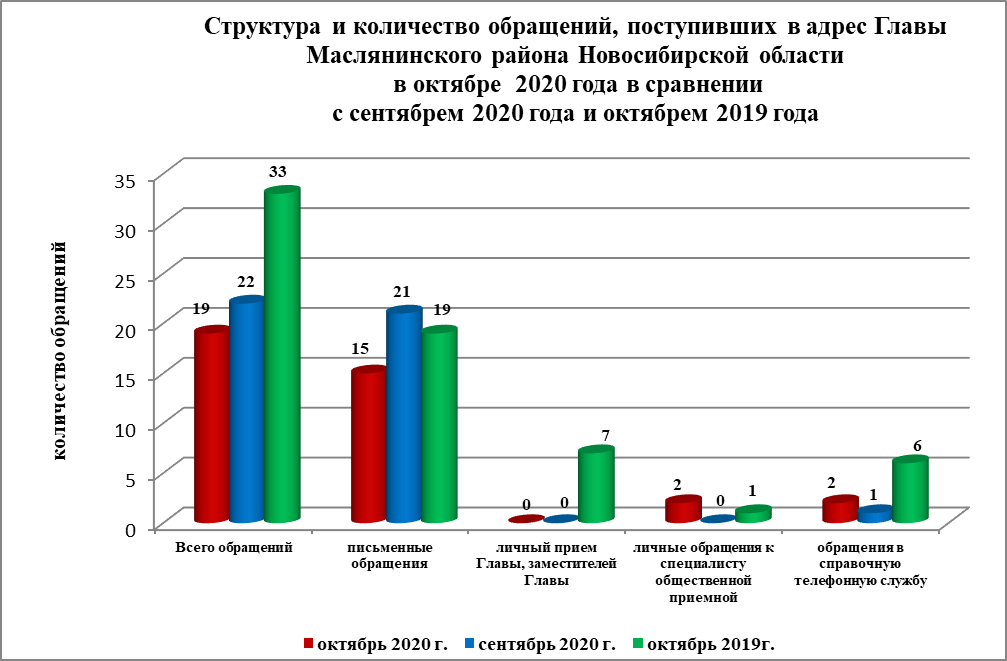 Структура и количество обращений, поступивших в адрес Главы
Маслянинского района Новосибирской области
в октябре 2020 года в сравнении
с сентябрем 2020 года и октябрем 2019 года
количество обращений
35
30
25
20
15
10
5
0
19
22
33
15
21
19
0
0
7
2
0
1
2
1
6
Всего обращений
письменные
обращения
личный прием
Главы, заместителей
Главы
личные обращения к
специалисту
общественной
приемной
обращения в
справочную
телефонную службу
октябрь 2020 г.
сентябрь 2020 г.
октябрь 2019г.